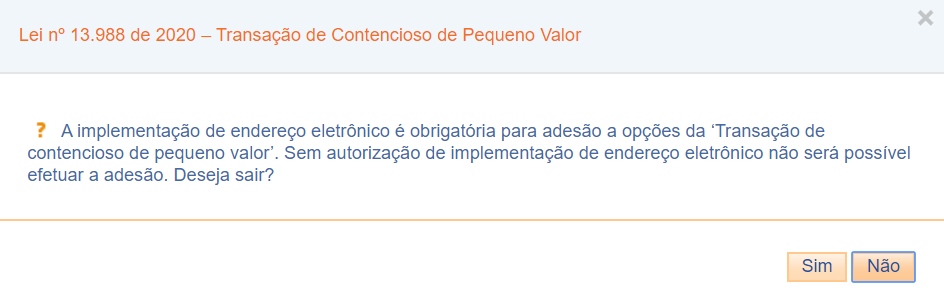 Lei nº 13.988 de 2020 – Transação de Contencioso de Pequeno Valor
? A implementação de endereço eletrônico é obrigatória para adesão a opções da ‘Transação de
contencioso de pequeno valor’. Sem autorização de implementação de endereço eletrônico não será possível
efetuar a adesão. Deseja sair?
Sim Não